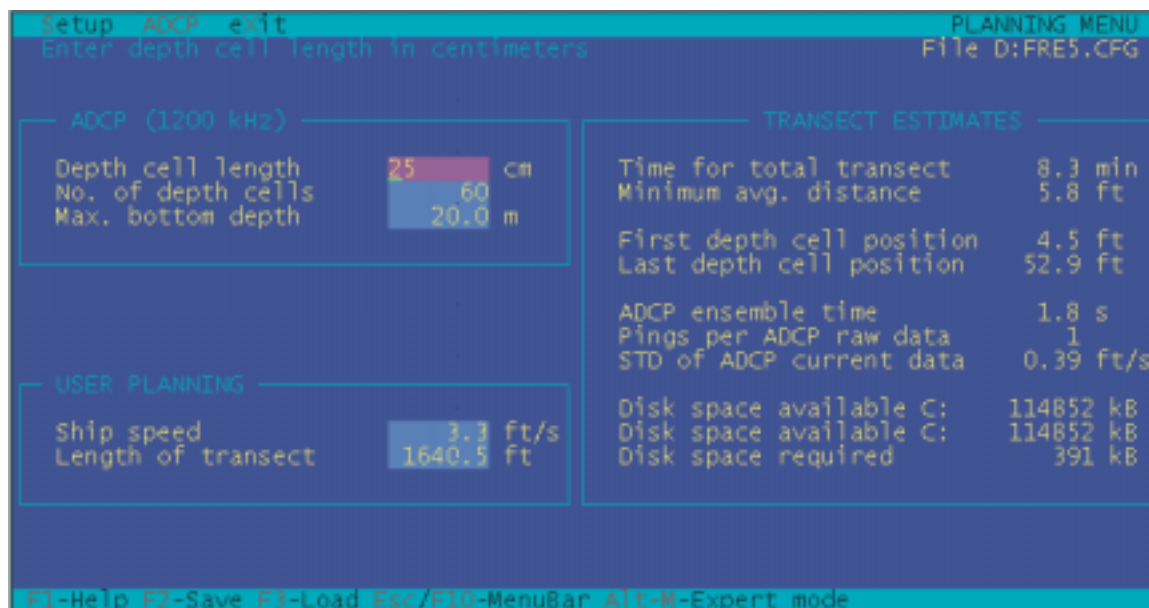 Setup ADCP eXit PLANNING MENU
Enter depth cell length in centimeters File D:FRE5.CFG
ADCP (1200 kHz)
Depth cell length 25 cm
No. of depth cells 60
Max. bottom depth 20.0 m
USER PLANNING
Ship speed 3.3 ft/s
Length of transect 1640.5 ft
TRANSECT ESTIMATES
Time for total transect 8.3 min
Minimum avg. distance 5.8 ft
First depth cell position 4.5 ft
Last depth cell position 52.9 ft
ADCP ensemble time 1.8 s
Pings per ADCP raw data 1
STD of ADCP current data 0.39 ft/s
Disk space available C: 114852 kB
Disk space available C: 114852 kB
Disk space required 391 kB
F1-Help F2-Save F3-Load Esc/F10-MenuBar Alt-M-Expert mode